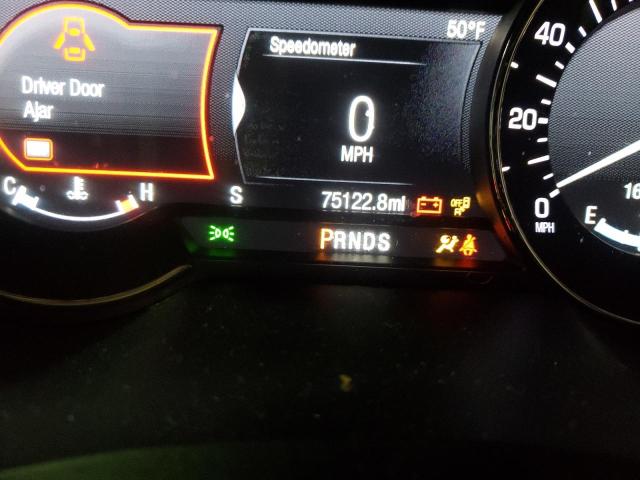 50°F
Speedometer
40
Driver Door
Ajar
0
MPH
20
C H S 75122.8mi OFF
PRNDS
0
MPH
E